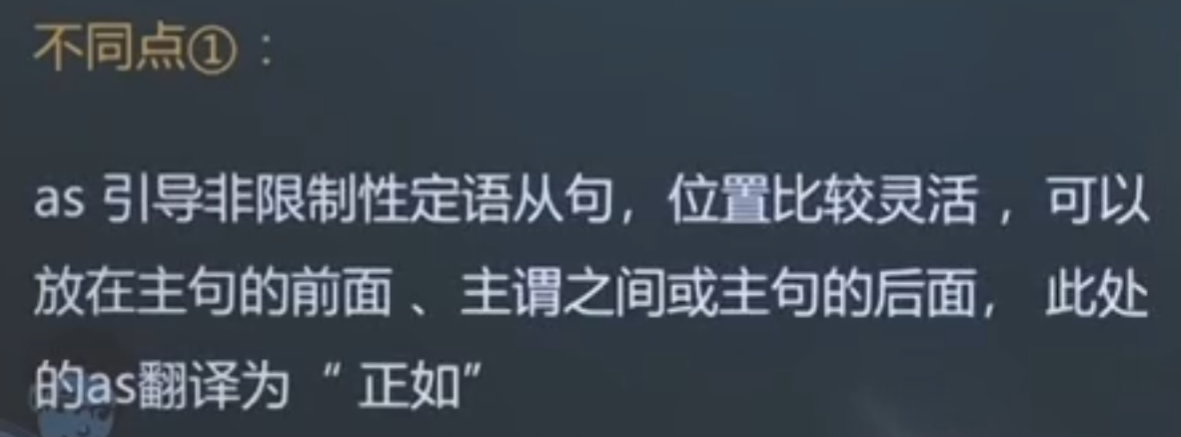 不同点①：
as 引导非限制性定语从句，位置比较灵活，可以
放在主句的前面、主谓之间或主句的后面， 此处
的as翻译为“ 正如”